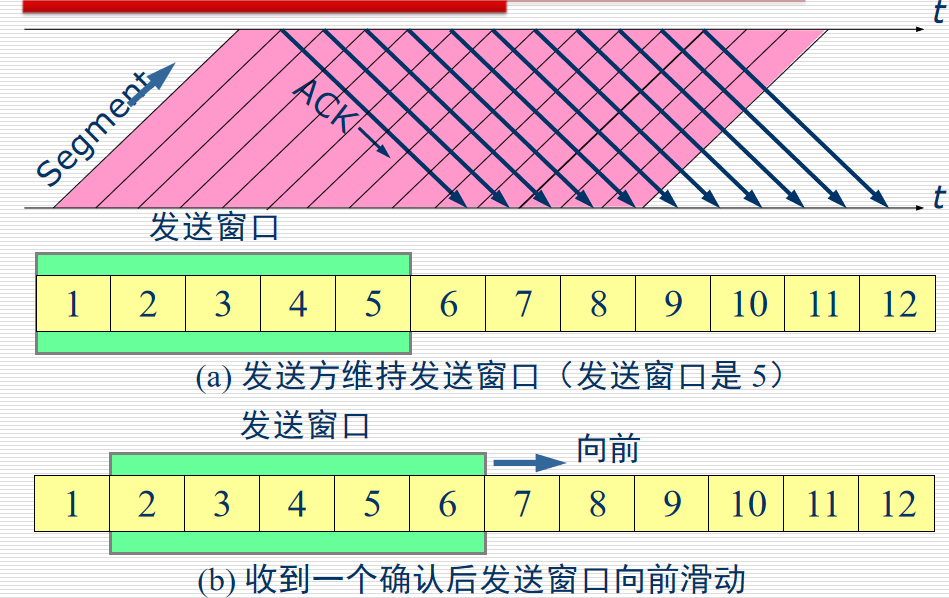 t
Segment
ACK
t
发送窗口
1 2 3 4 5 6 7 8 9 10 11 12
(a) 发送方维持发送窗口（发送窗口是 5）
发送窗口
向前
1 2 3 4 5 6 7 8 9 10 11 12
(b) 收到一个确认后发送窗口向前滑动